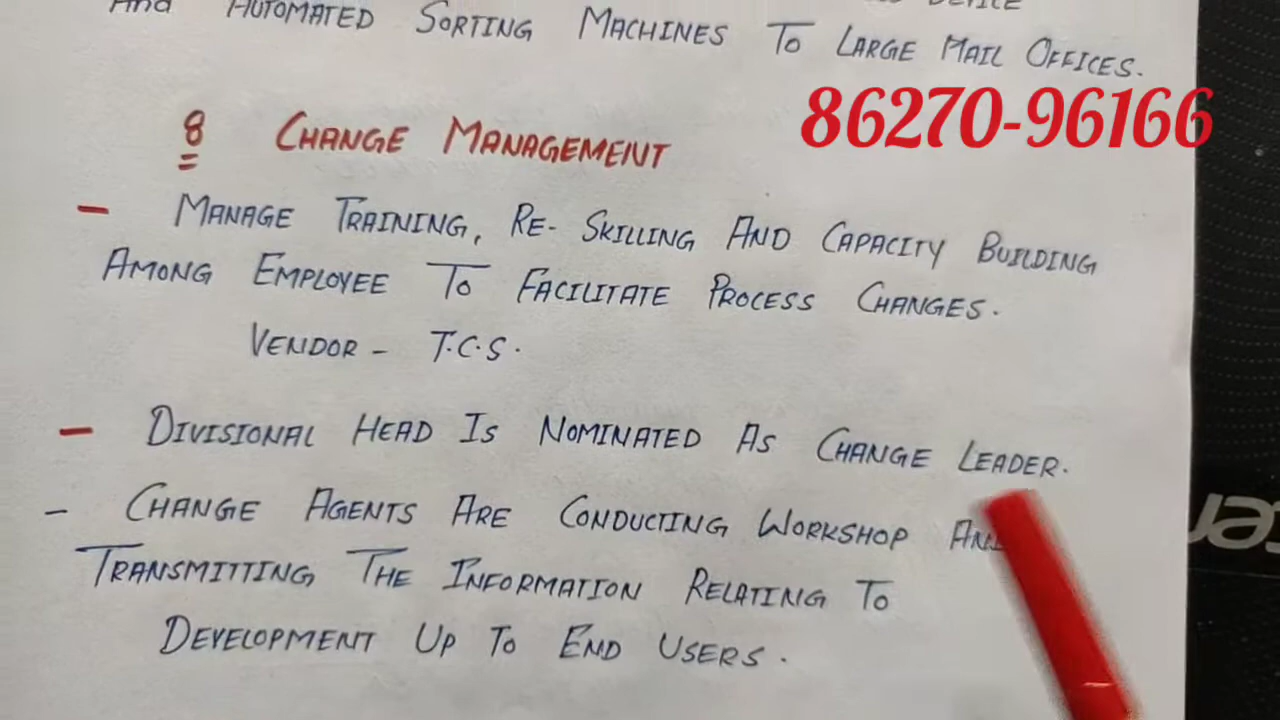 And AUTOMATED SORTING MACHINES TO LARGE MAIL OFFICES.
86270-96166
8 CHANGE MANAGEMENT
- MANAGE TRAINING, RE-SKILLING AND CAPACITY BUILDING
AMONG EMPLOYEE TO FACILITATE PROCESS CHANGES.
VENDOR - T.C.S.
- DIVISIONAL HEAD IS NOMINATED AS CHANGE LEADER.
- CHANGE AGENTS ARE CONDUCTING WORKSHOP AND
TRANSMITTING THE INFORMATION RELATING TO
DEVELOPMENT UP TO END USERS.